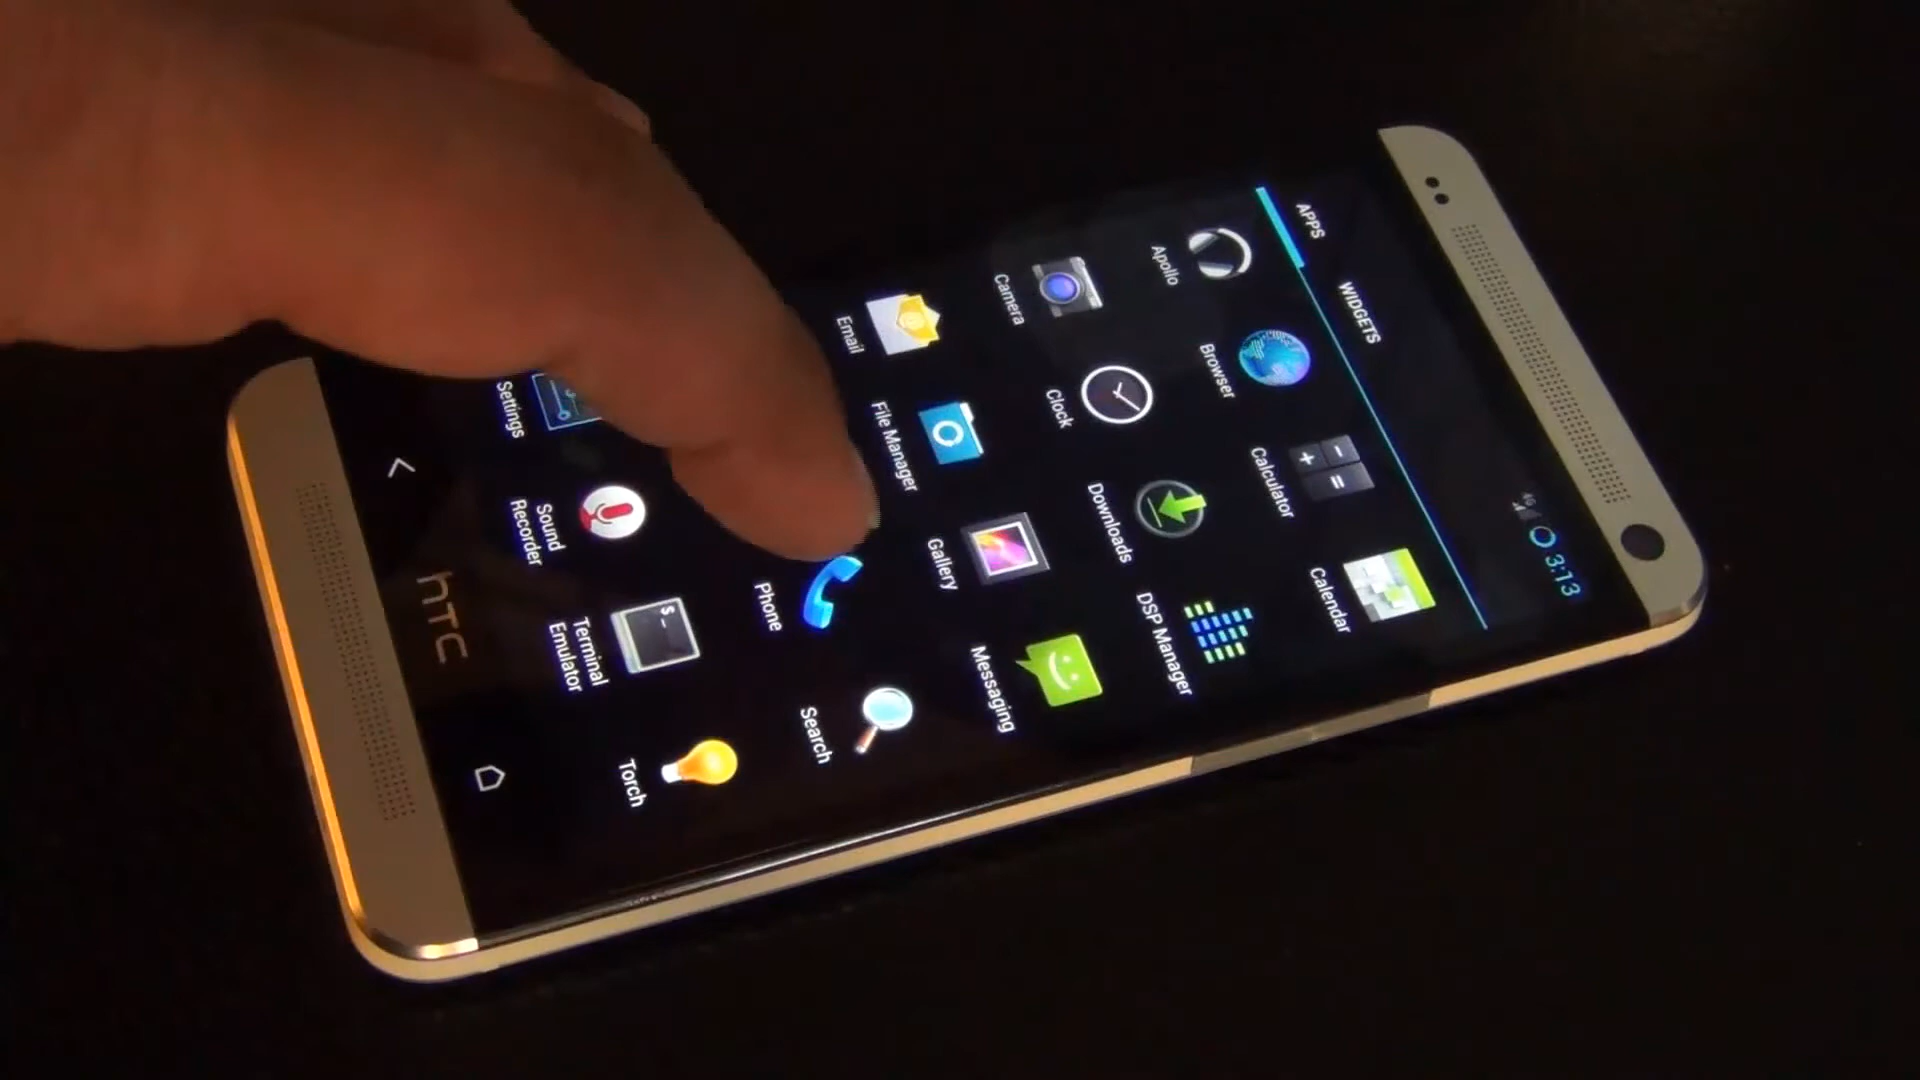 4G
3:13
APPS
WIDGETS
Apollo
Browser
Calculator
Calendar
Camera
Clock
Downloads
DSP Manager
Email
File Manager
Gallery
Messaging
Phone
Search
Settings
Sound
Recorder
Terminal
Emulator
$_
Torch
hTC